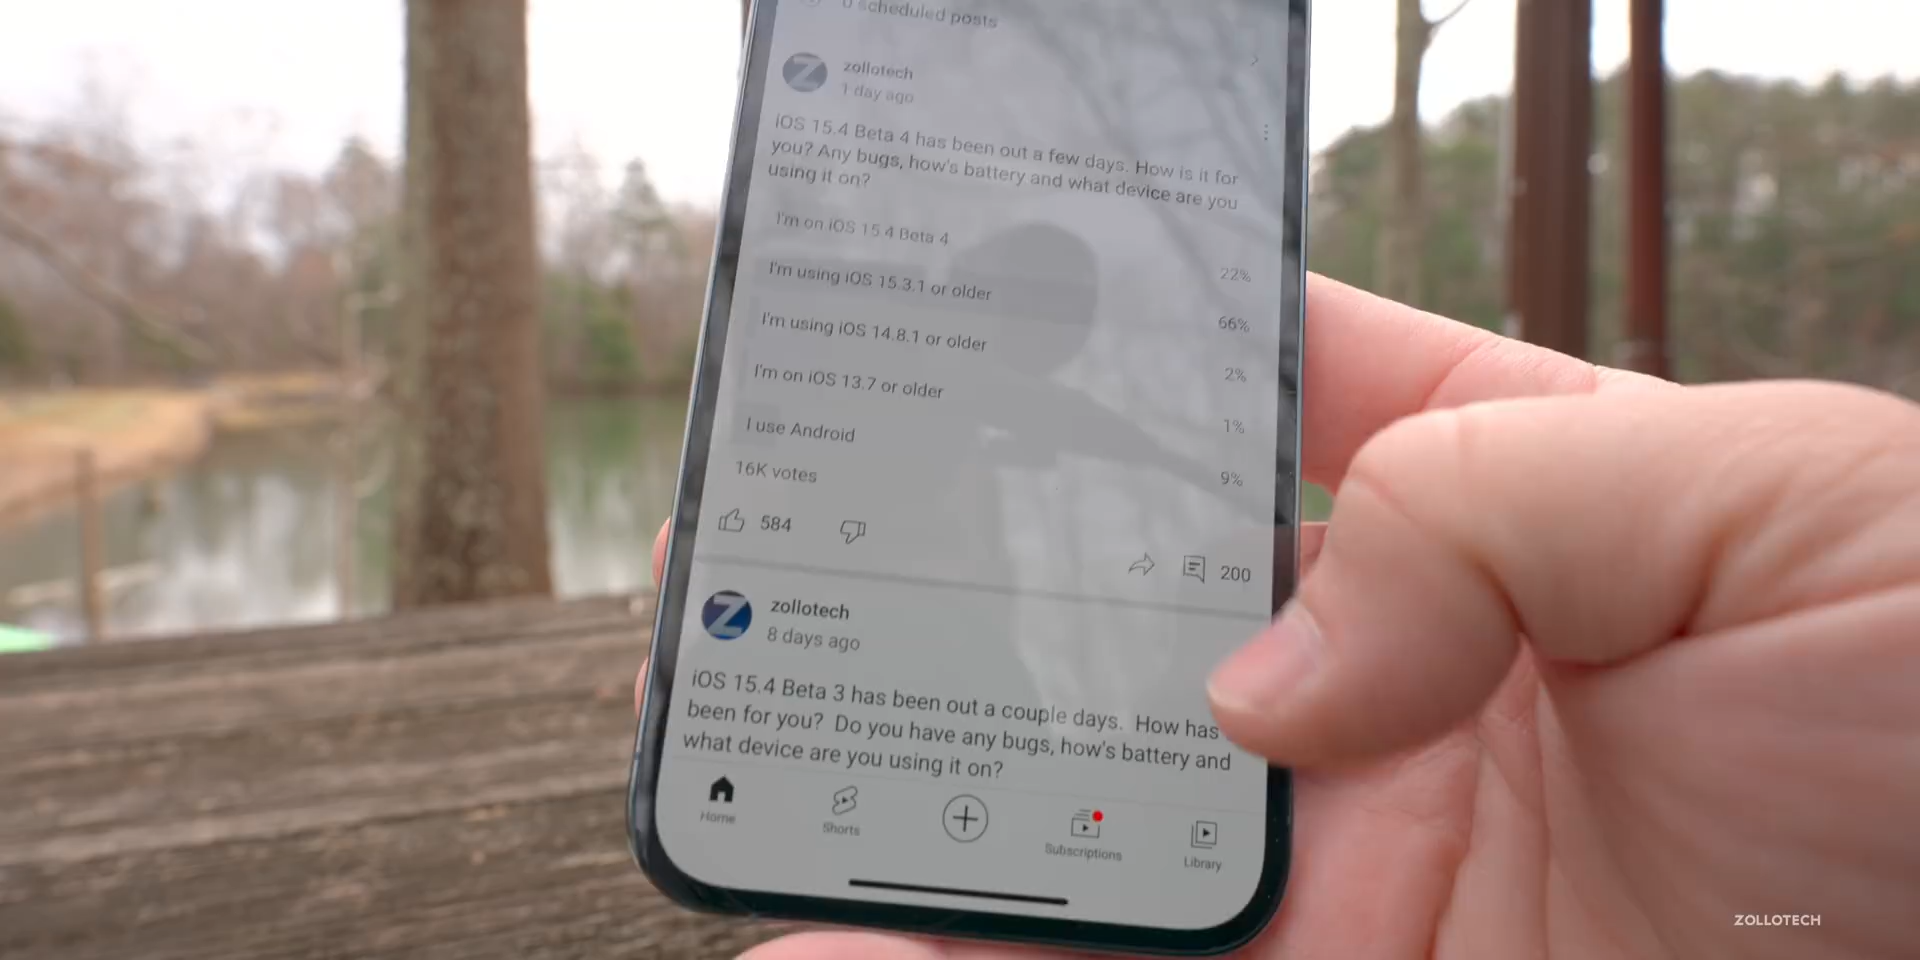 0 scheduled posts
zollotech
1 day ago
iOS 15.4 Beta 4 has been out a few days. How is it for
you? Any bugs, how's battery and what device are you
using it on?
I'm on iOS 15.4 Beta 4
22%
I'm using iOS 15.3.1 or older
66%
I'm using iOS 14.8.1 or older
2%
I'm on iOS 13.7 or older
1%
I use Android
9%
16K votes
584
200
zollotech
8 days ago
iOS 15.4 Beta 3 has been out a couple days.  How has
been for you?  Do you have any bugs, how's battery and
what device are you using it on?
Home
Shorts
Subscriptions
Library
ZOLLOTECH